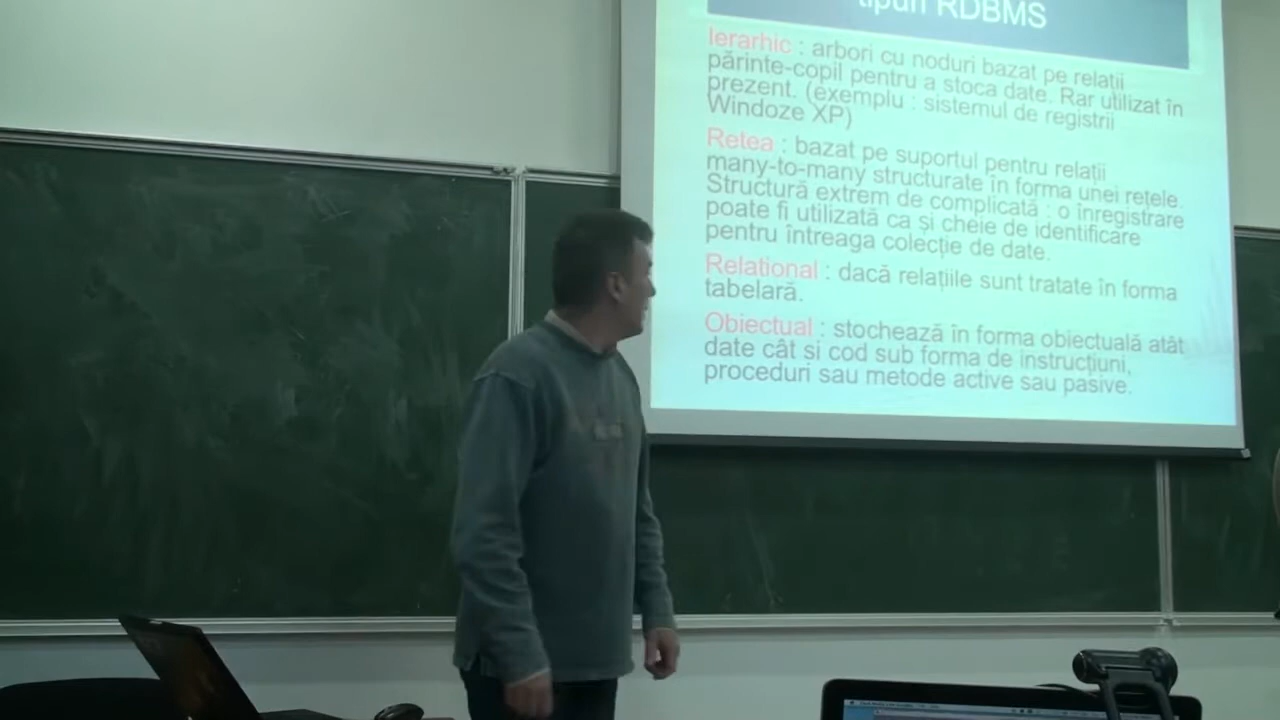 tipuri RDBMS
Ierarhic : arbori cu noduri bazat pe relații
părinte-copil pentru a stoca date. Rar utilizat în
prezent. (exemplu : sistemul de registrii
Windoze XP)
Retea : bazat pe suportul pentru relații
many-to-many structurate în forma unei rețele.
Structură extrem de complicată : o înregistrare
poate fi utilizată ca și cheie de identificare
pentru întreaga colecție de date.
Relational : dacă relațiile sunt tratate în forma
tabelară.
Obiectual : stochează în forma obiectuală atât
date cât si cod sub forma de instrucțiuni,
proceduri sau metode active sau pasive.